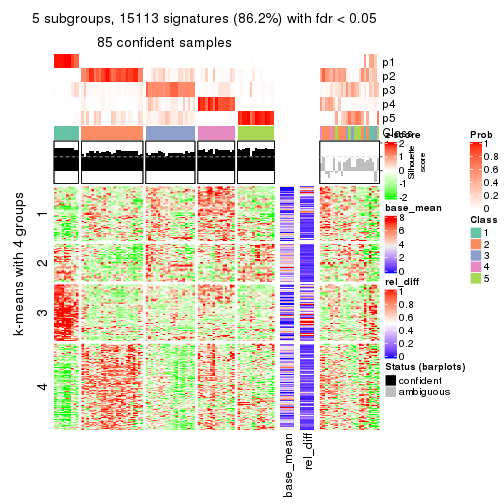 5 subgroups, 15113 signatures (86.2%) with fdr < 0.05
85 confident samples
p1
p2
p3
p4
p5
Class
z-score
2
1
0
-1
-2
Silhouette
score
base_mean
8
6
4
2
0
rel_diff
1
0.8
0.6
0.4
0.2
0
Status (barplots)
confident
ambiguous
Prob
1
0.8
0.6
0.4
0.2
0
Class
1
2
3
4
5
k-means with 4 groups
1
2
3
4
base_mean
rel_diff